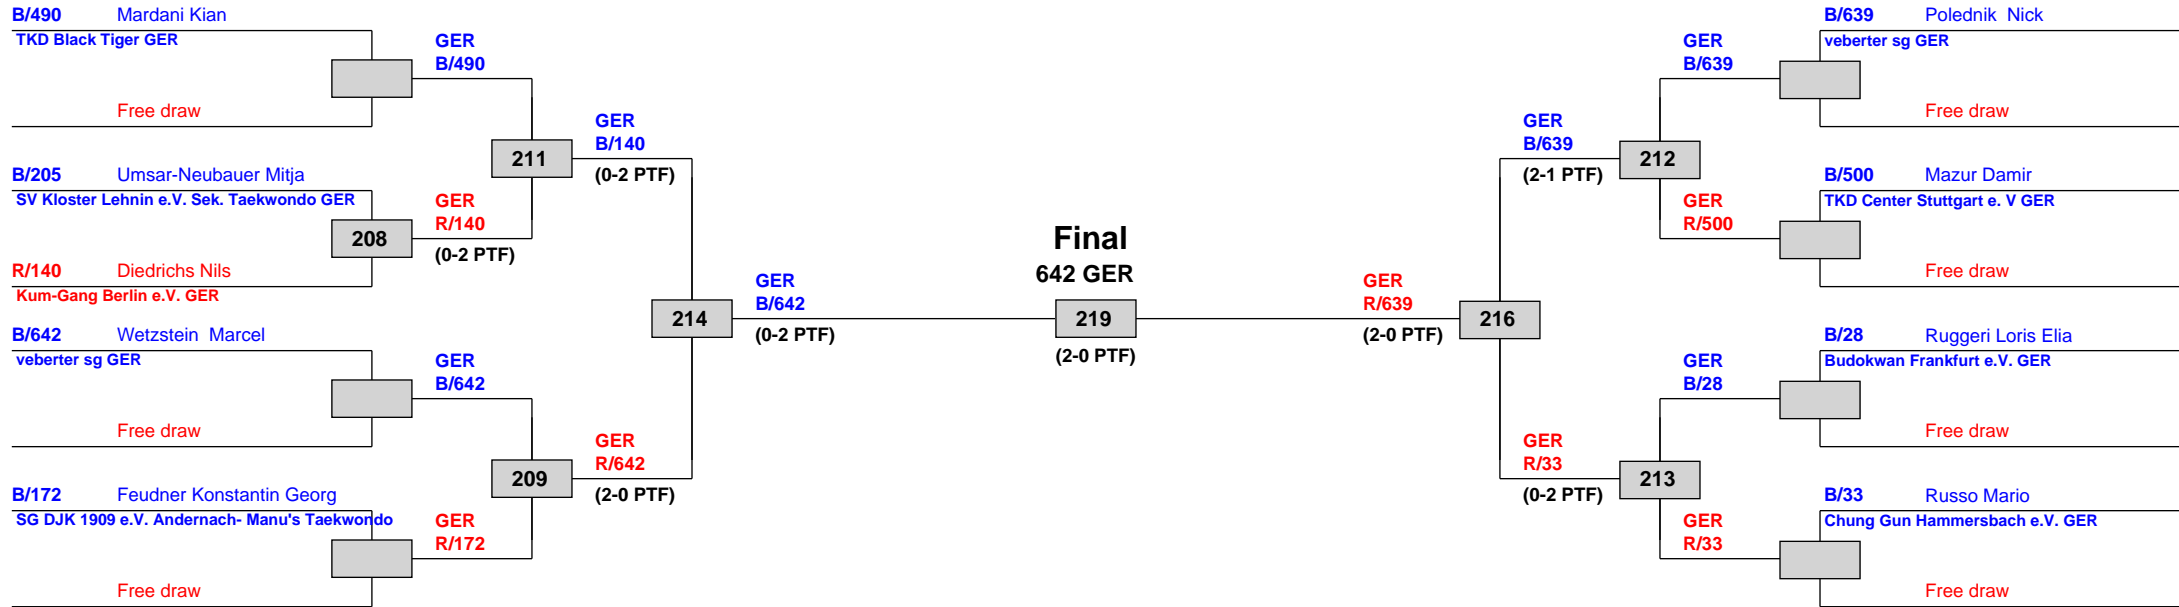 B/490 Mardani Kian
TKD Black Tiger GER
Free draw
B/205 Umsar-Neubauer Mitja
SV Kloster Lehnin e.V. Sek. Taekwondo GER
208
R/140 Diedrichs Nils
Kum-Gang Berlin e.V. GER
B/642 Wetzstein Marcel
veberter sg GER
Free draw
B/172 Feudner Konstantin Georg
SG DJK 1909 e.V. Andernach- Manu's Taekwondo
Free draw
GER
B/490
211
GER
R/140
(0-2 PTF)
GER
B/642
209
GER
R/172
GER
B/140
(0-2 PTF)
214
GER
R/642
(2-0 PTF)
GER
B/642
(0-2 PTF)
Final
642 GER
219
(2-0 PTF)
GER
R/639
(2-0 PTF)
216
GER
B/639
(2-1 PTF)
GER
R/33
(0-2 PTF)
GER
B/639
212
GER
R/500
GER
B/28
213
GER
R/33
B/639 Polednik Nick
veberter sg GER
Free draw
B/500 Mazur Damir
TKD Center Stuttgart e. V GER
Free draw
B/28 Ruggeri Loris Elia
Budokwan Frankfurt e.V. GER
Free draw
B/33 Russo Mario
Chung Gun Hammersbach e.V. GER
Free draw